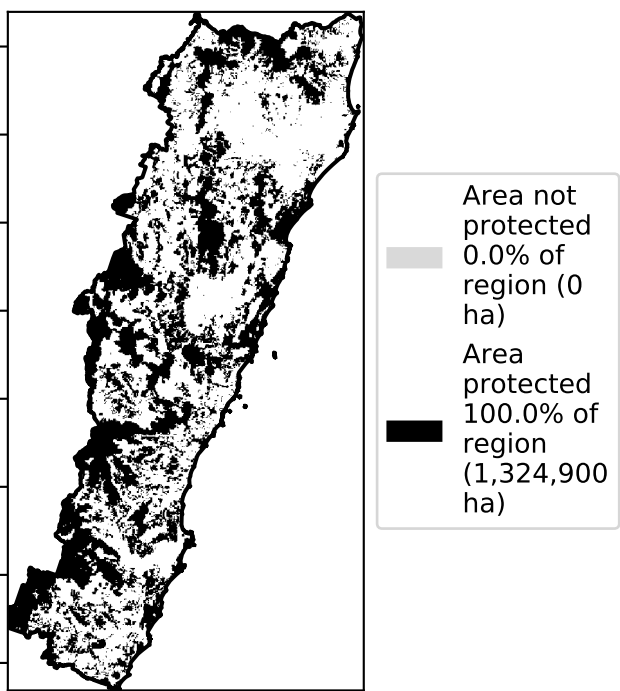 Area not
protected
0.0% of
region (0
ha)
Area
protected
100.0% of
region
(1,324,900
ha)